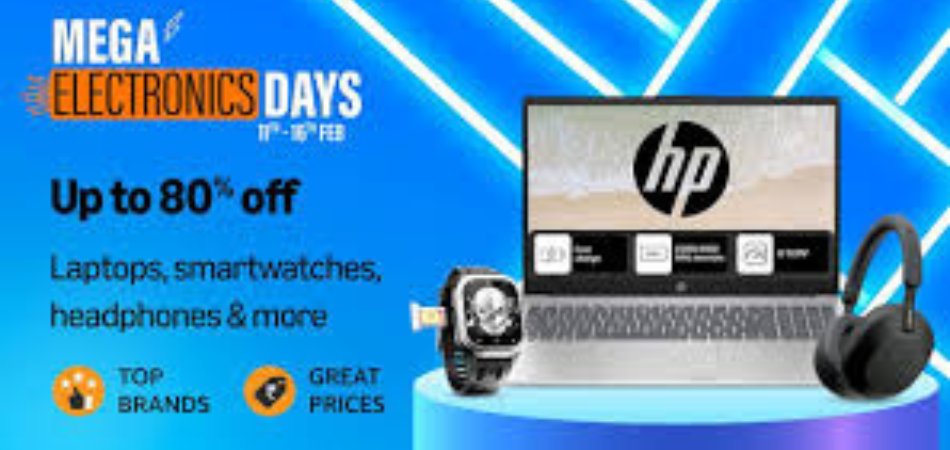 MEGA
ELECTRONICS DAYS
11TH - 16TH FEB
Up to 80% off
Laptops, smartwatches,
headphones & more
TOP
BRANDS
GREAT
PRICES
hp